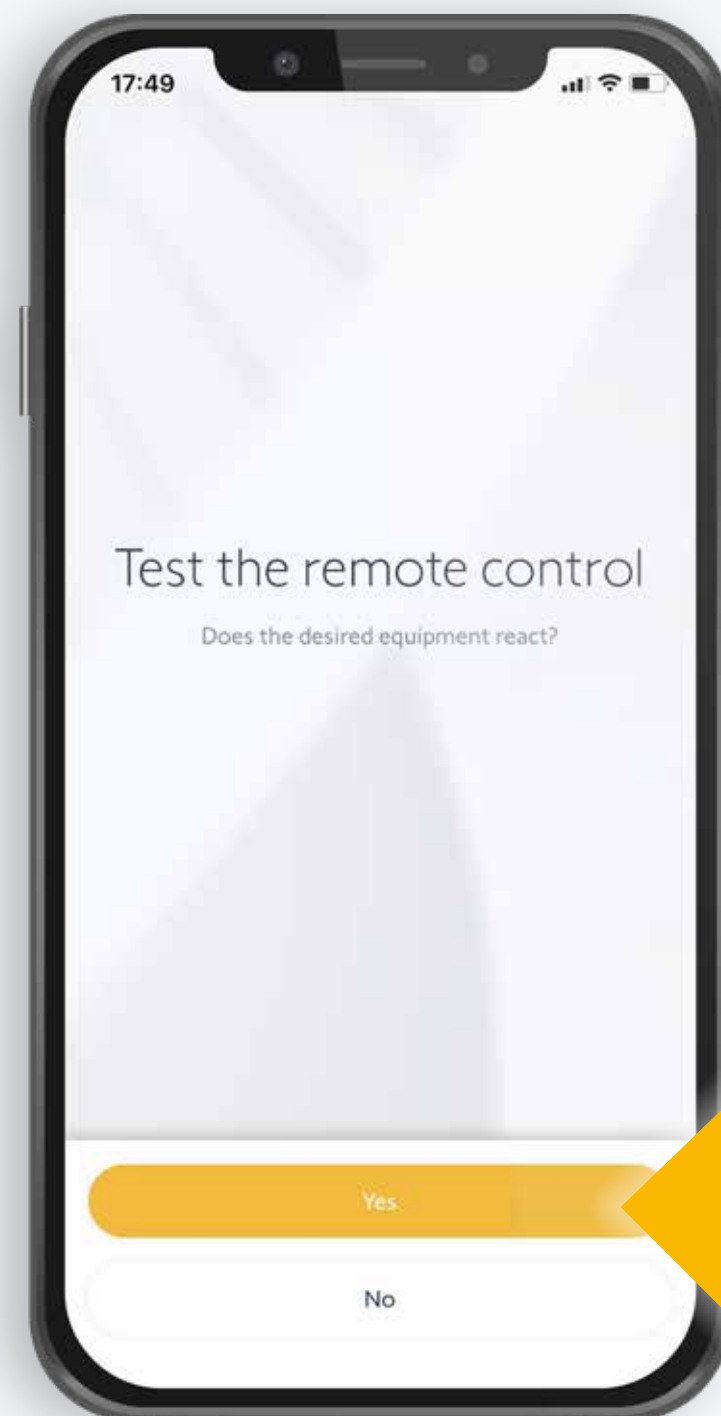 17:49
Test the remote control
Does the desired equipment react?
Yes
No